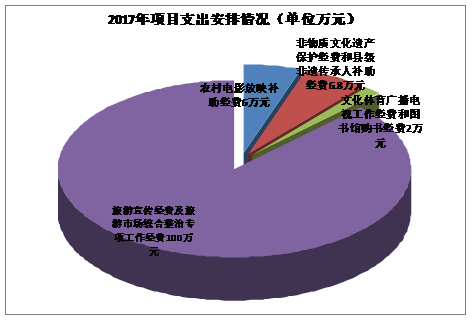 2017年项目支出安排情况（单位万元）
非物质文化遗产
保护经费和县级
非遗传承人补助
经费6.8万元
农村电影放映补
助经费6万元
文化体育广播电
视工作经费和图
书馆购书经费2万
元
旅游宣传经费及旅
游市场综合整治专
项工作经费100万
元